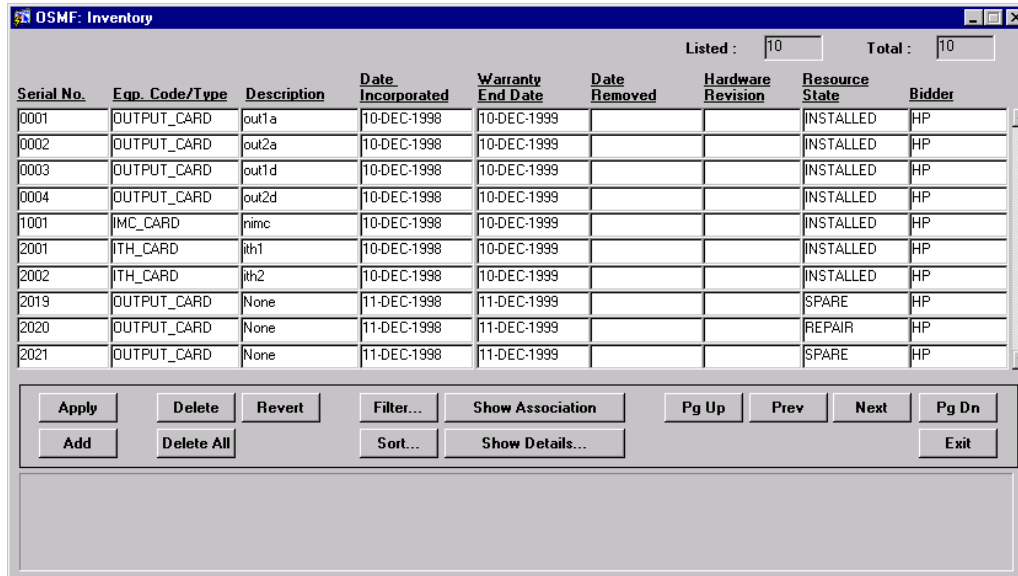 OSMF: Inventory
Listed : 10 Total : 10
Serial No. Eqp. Code/Type Description Date Incorporated Warranty End Date Date Removed Hardware Revision Resource State Bidder
0001 OUTPUT_CARD out1a 10-DEC-1998 10-DEC-1999 INSTALLED HP
0002 OUTPUT_CARD out2a 10-DEC-1998 10-DEC-1999 INSTALLED HP
0003 OUTPUT_CARD out1d 10-DEC-1998 10-DEC-1999 INSTALLED HP
0004 OUTPUT_CARD out2d 10-DEC-1998 10-DEC-1999 INSTALLED HP
1001 IMC_CARD nimc 10-DEC-1998 10-DEC-1999 INSTALLED HP
2001 ITH_CARD ith1 10-DEC-1998 10-DEC-1999 INSTALLED HP
2002 ITH_CARD ith2 10-DEC-1998 10-DEC-1999 INSTALLED HP
2019 OUTPUT_CARD None 11-DEC-1998 11-DEC-1999 SPARE HP
2020 OUTPUT_CARD None 11-DEC-1998 11-DEC-1999 REPAIR HP
2021 OUTPUT_CARD None 11-DEC-1998 11-DEC-1999 SPARE HP
Apply Delete Revert Filter... Show Association Pg Up Prev Next Pg Dn
Add Delete All Sort... Show Details... Exit